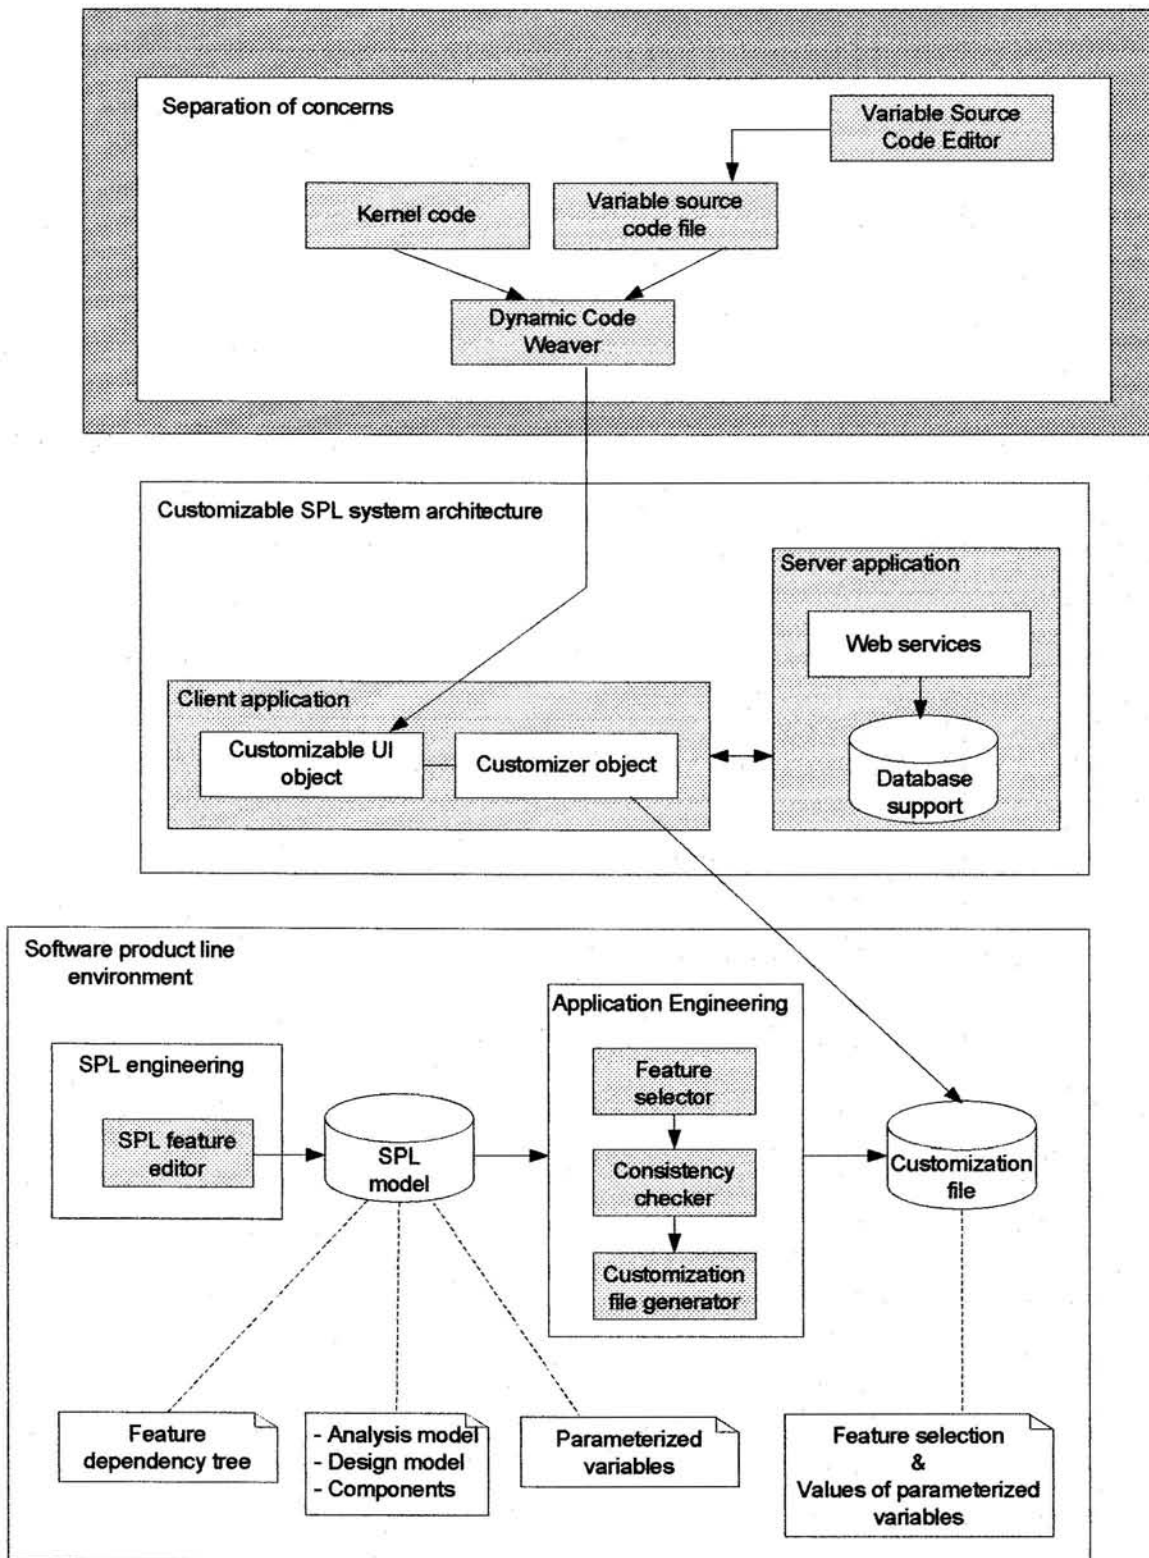 Separation of concerns
Variable Source
Code Editor
Kernel code
Variable source
code file
Dynamic Code
Weaver
Customizable SPL system architecture
Server application
Web services
Client application
Customizable UI
object
Customizer object
Database
support
Software product line
environment
Application Engineering
SPL engineering
Feature
selector
SPL feature
editor
SPL
model
Consistency
checker
Customization
file
Customization
file generator
Feature
dependency tree
- Analysis model
- Design model
- Components
Parameterized
variables
Feature selection
&
Values of parameterized
variables